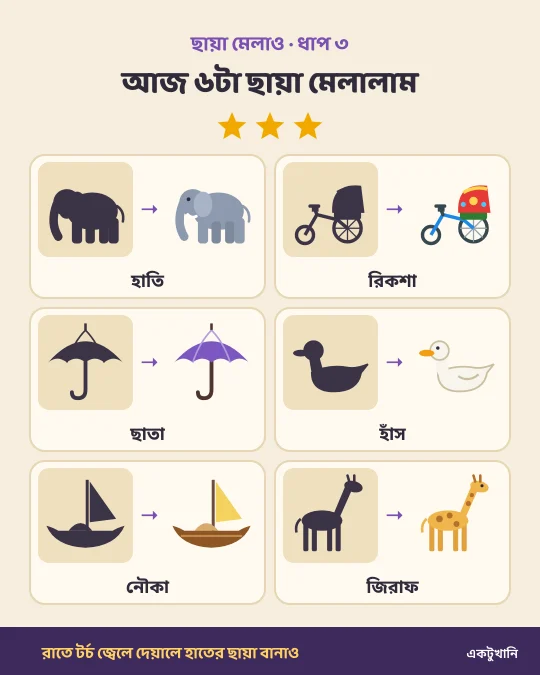 ছায়া মেলাও · ধাপ ৩
আজ ৬টা ছায়া মেলালাম
হাতি
রিকশা
ছাতা
হাঁস
নৌকা
জিরাফ
রাতে টর্চ জ্বেলে দেয়ালে হাতের ছায়া বানাও
একটুখানি